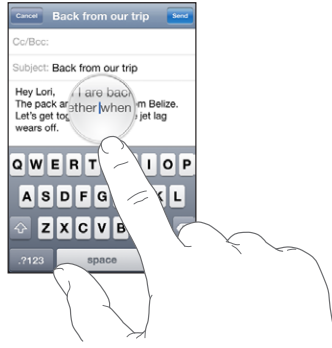 Cancel Back from our trip Send
Cc/Bcc:
Subject: Back from our trip
Hey Lori,
I are back
The pack ar om Belize.
ether when
Let's get tog e jet lag
wears off.
Q W E R T I O P
A S D F G K L
Z X C V B
.?123 space